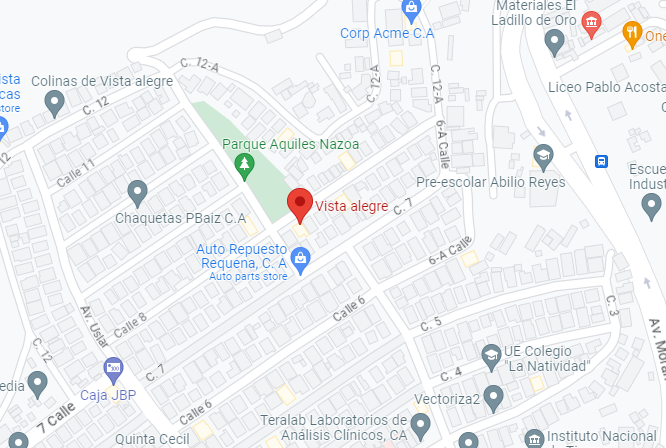 Materiales El
Ladillo de Oro
Corp Acme C.A
One
C. 12-A
Colinas de Vista alegre
ista
cas
store
C. 12
C. 12-A
C. 12-A
Liceo Pablo Acosta
6-A Calle
Parque Aquiles Nazoa
12
Calle 11
Pre-escolar Abilio Reyes
Escue
Indust
Chaquetas PBaiz C.A
Vista alegre
C. 7
Auto Repuesto
Requena, C. A
Auto parts store
6-A Calle
Av. Uslar
Calle 8
Calle 6
C. 5
C. 3
Av. Moran
C. 12
UE Colegio
"La Natividad"
C. 7
C. 4
Caja JBP
edia
Vectoriza2
7 Calle
Calle 6
Teralab Laboratorios de
Análisis Clínicos, CA
Quinta Cecil
Instituto Nacional